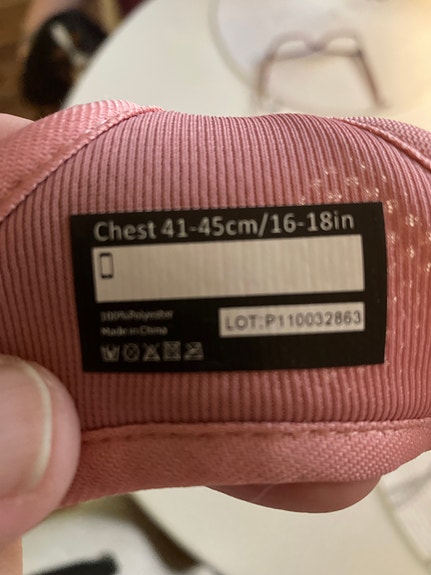 Chest 41-45cm/16-18in
100%Polyester
Made in China
LOT:P110032863